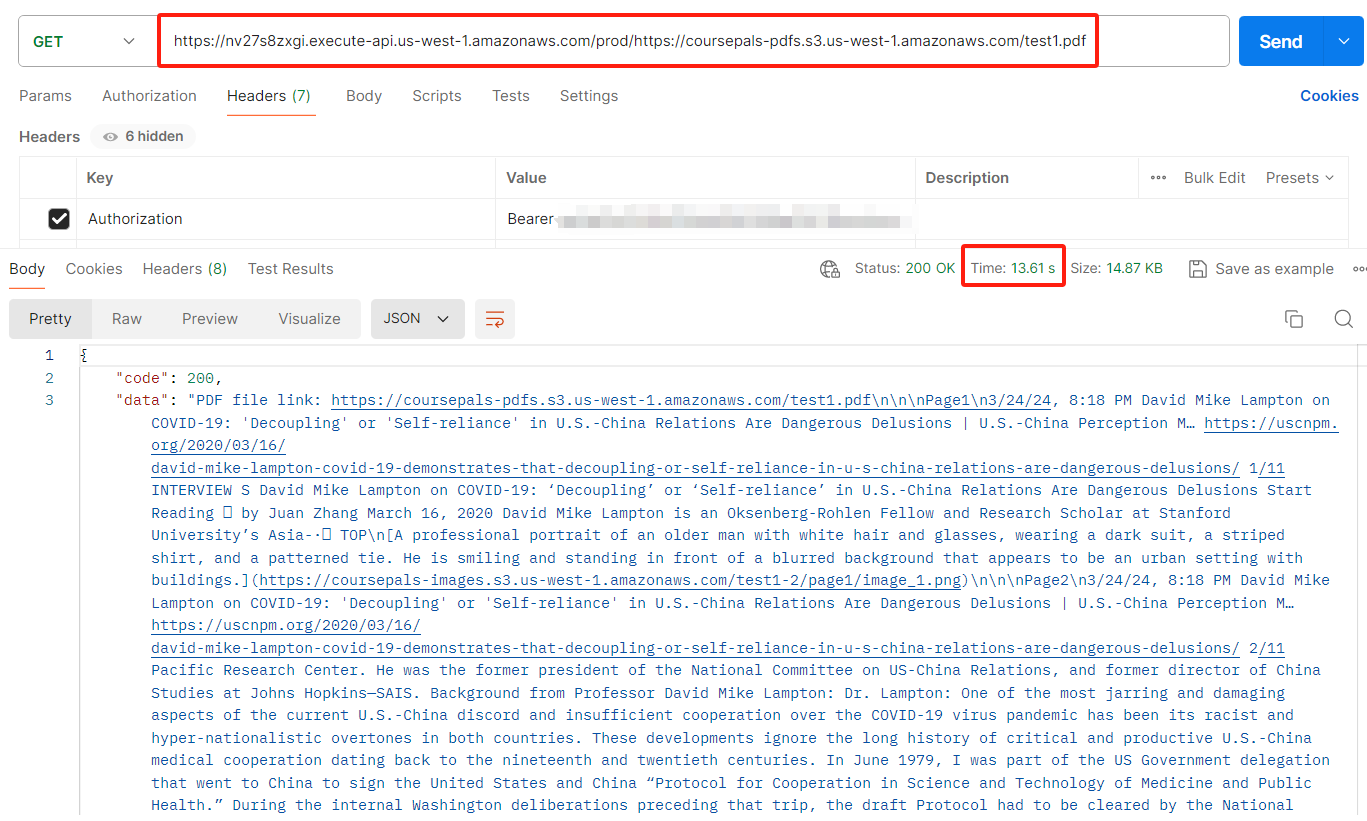 GET https://nv27s8zxgi.execute-api.us-west-1.amazonaws.com/prod/https://coursepals-pdfs.s3.us-west-1.amazonaws.com/test1.pdf Send
Params Authorization Headers (7) Body Scripts Tests Settings Cookies
Headers 6 hidden
Key Value Description ••• Bulk Edit Presets
Authorization Bearer
Body Cookies Headers (8) Test Results Status: 200 OK Time: 13.61 s Size: 14.87 KB Save as example
Pretty Raw Preview Visualize JSON
1 {
2 "code": 200,
3 "data": "PDF file link: https://coursepals-pdfs.s3.us-west-1.amazonaws.com/test1.pdf\n\n\nPage1\n3/24/24, 8:18 PM David Mike Lampton on
COVID-19: 'Decoupling' or 'Self-reliance' in U.S.-China Relations Are Dangerous Delusions | U.S.-China Perception M… https://uscnpm.
org/2020/03/16/
david-mike-lampton-covid-19-demonstrates-that-decoupling-or-self-reliance-in-u-s-china-relations-are-dangerous-delusions/ 1/11
INTERVIEW S David Mike Lampton on COVID-19: ‘Decoupling’ or ‘Self-reliance’ in U.S.-China Relations Are Dangerous Delusions Start
Reading by Juan Zhang March 16, 2020 David Mike Lampton is an Oksenberg-Rohlen Fellow and Research Scholar at Stanford
University’s Asia-· TOP\n[A professional portrait of an older man with white hair and glasses, wearing a dark suit, a striped
shirt, and a patterned tie. He is smiling and standing in front of a blurred background that appears to be an urban setting with
buildings.](https://coursepals-images.s3.us-west-1.amazonaws.com/test1-2/page1/image_1.png)\n\n\nPage2\n3/24/24, 8:18 PM David Mike
Lampton on COVID-19: 'Decoupling' or 'Self-reliance' in U.S.-China Relations Are Dangerous Delusions | U.S.-China Perception M…
https://uscnpm.org/2020/03/16/
david-mike-lampton-covid-19-demonstrates-that-decoupling-or-self-reliance-in-u-s-china-relations-are-dangerous-delusions/ 2/11
Pacific Research Center. He was the former president of the National Committee on US-China Relations, and former director of China
Studies at Johns Hopkins—SAIS. Background from Professor David Mike Lampton: Dr. Lampton: One of the most jarring and damaging
aspects of the current U.S.-China discord and insufficient cooperation over the COVID-19 virus pandemic has been its racist and
hyper-nationalistic overtones in both countries. These developments ignore the long history of critical and productive U.S.-China
medical cooperation dating back to the nineteenth and twentieth centuries. In June 1979, I was part of the US Government delegation
that went to China to sign the United States and China “Protocol for Cooperation in Science and Technology of Medicine and Public
Health.” During the internal Washington deliberations preceding that trip, the draft Protocol had to be cleared by the National